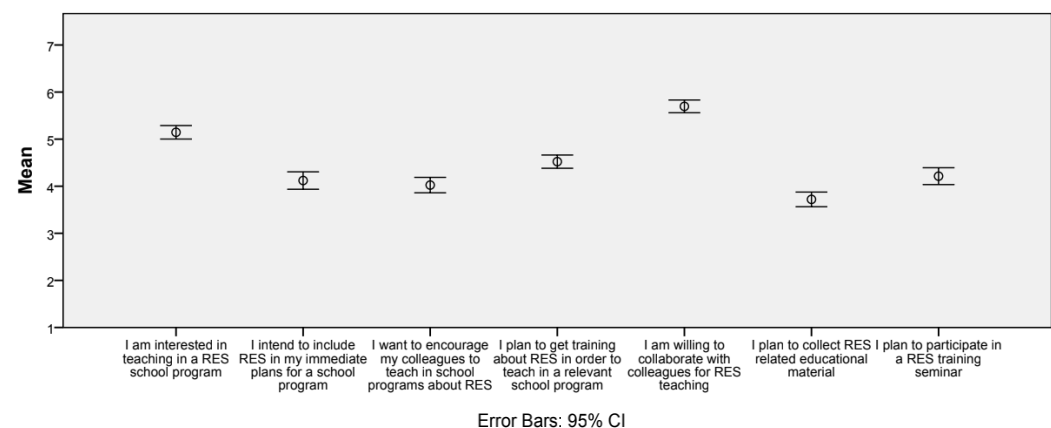 Mean
7
6
5
4
3
2
1
I am interested in
teaching in a RES
school program
I intend to include
RES in my immediate
plans for a school
program
I want to encourage
my colleagues to
teach in school
programs about RES
I plan to get training
about RES in order to
teach in a relevant
school program
I am willing to
collaborate with
colleagues for RES
teaching
I plan to collect RES
related educational
material
I plan to participate in
a RES training
seminar
Error Bars: 95% CI